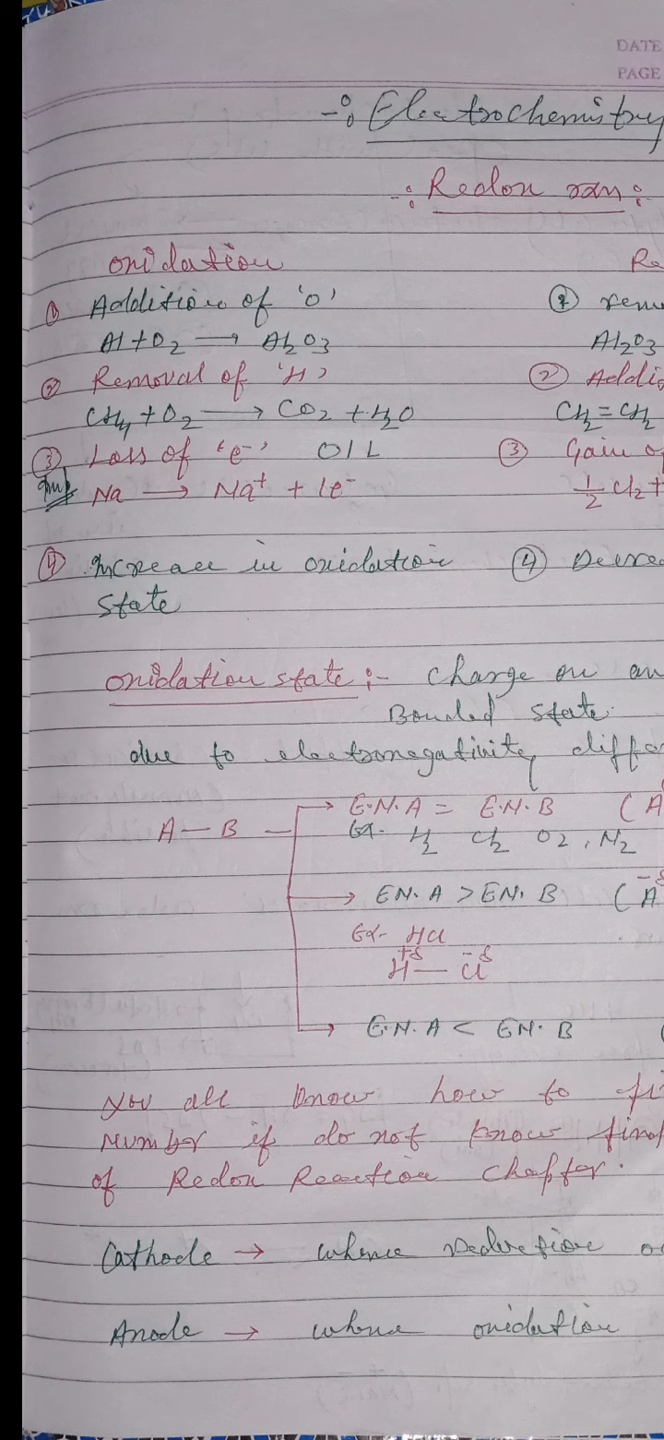 DATE
PAGE
-: Electrochemistry
-: Redox rxn :
Oxidation Re
① Addition of 'O' ① rem
Al + O2 → Al2O3 Al2O3
② Removal of 'H' ② Addi
CH4 + O2 → CO2 + H2O CH2=CH2
③ Loss of 'e-' OIL ③ Gain o
Na → Na+ + 1e- 1/2 Cl2 +
④ Increase in oxidation ④ Decrea
State
Oxidation state :- Charge on an
Bonded State
due to electronegativity diffe
E.N. A = E.N. B (A
A — B Ex- H2 Cl2 O2, N2
→ EN. A > EN. B (A -δ
Ex- HCl
+δ -δ
H — Cl
→ E.N. A < EN. B (
You all know how to fi
Number if do not know find
of Redox Reaction Chapter.
Cathode → where reduction o
Anode → where oxidation